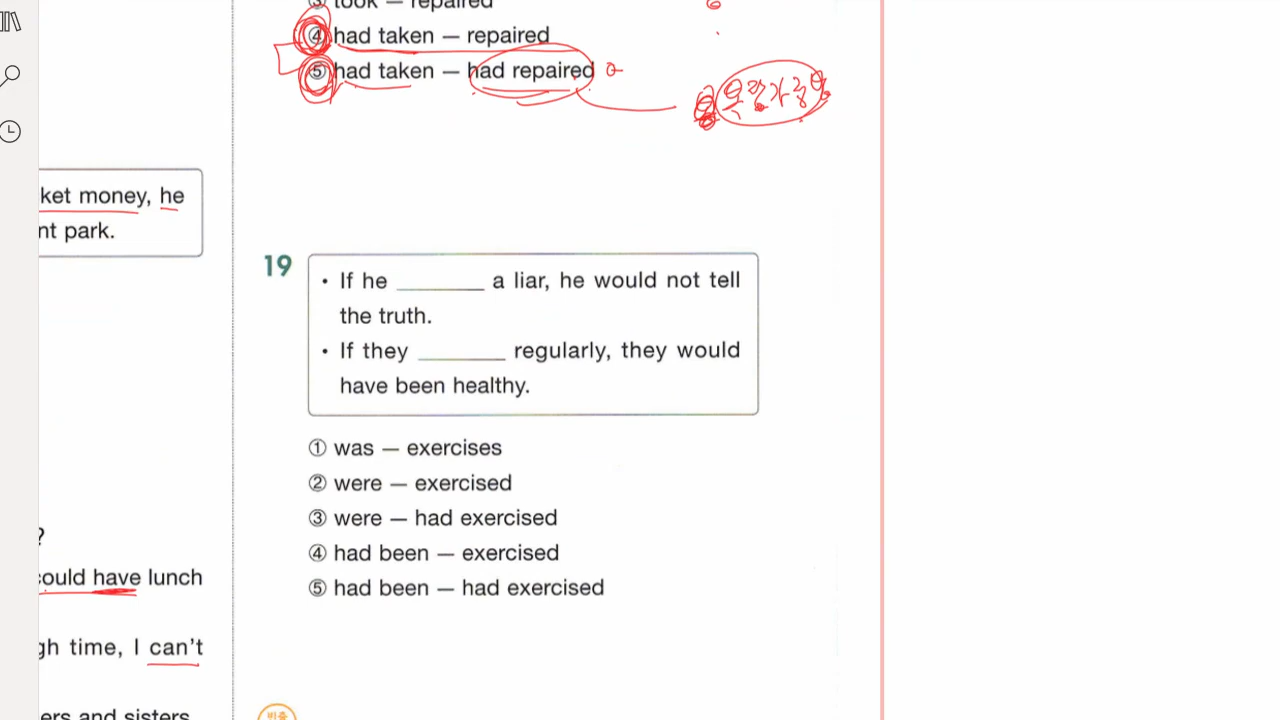 ③ took — repaired
④ had taken — repaired
⑤ had taken — had repaired
ket money, he
nt park.
19
• If he ________ a liar, he would not tell
the truth.
• If they ________ regularly, they would
have been healthy.
① was — exercises
② were — exercised
③ were — had exercised
④ had been — exercised
⑤ had been — had exercised
?
could have lunch
gh time, I can't
ers and sisters
빈출